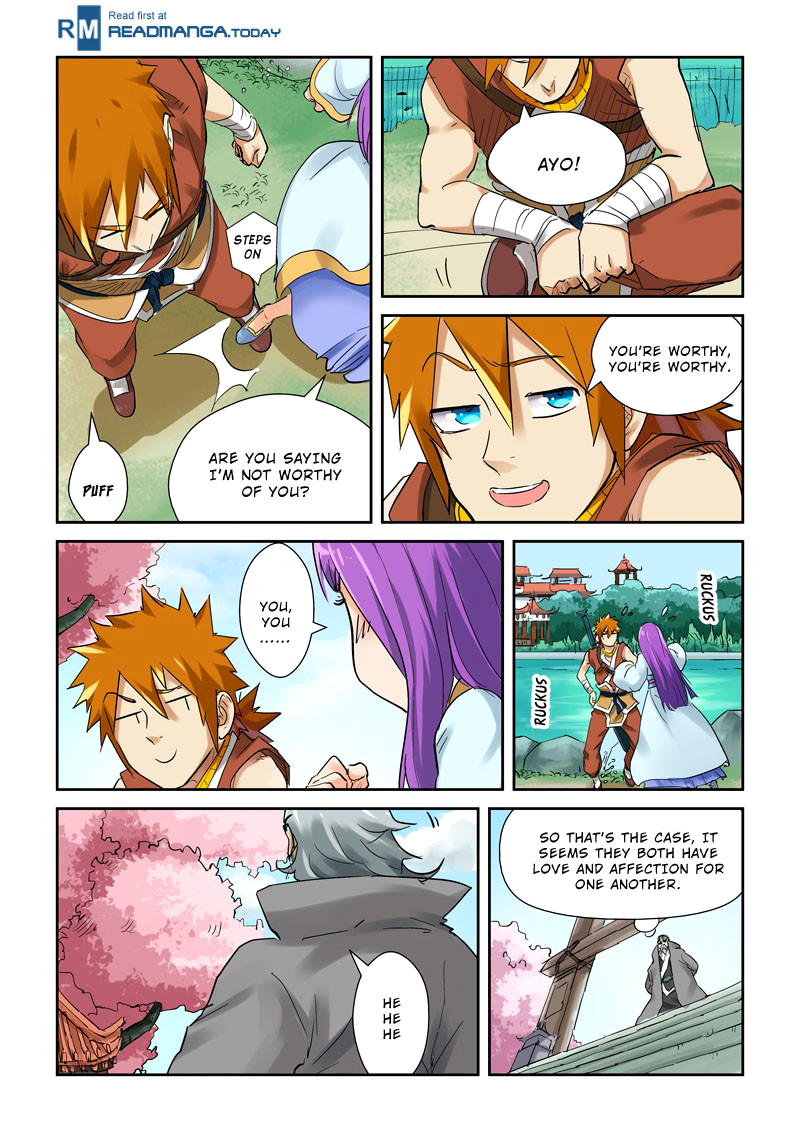 RM
Read first at
READMANGA.TODAY
STEPS
ON
ARE YOU SAYING
I'M NOT WORTHY
OF YOU?
PUFF
AYO!
YOU'RE WORTHY,
YOU'RE WORTHY.
YOU,
YOU
......
RUCKUS
RUCKUS
HE
HE
HE
SO THAT'S THE CASE, IT
SEEMS THEY BOTH HAVE
LOVE AND AFFECTION FOR
ONE ANOTHER.